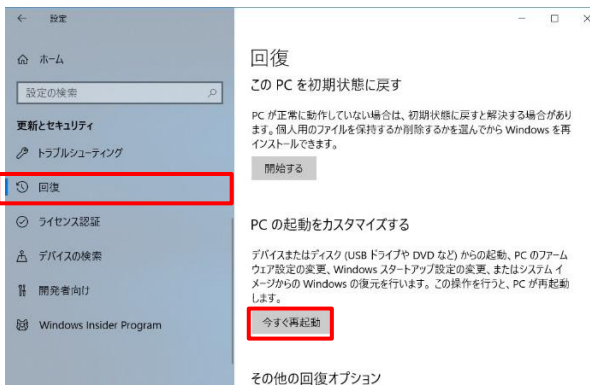 設定
ホーム
設定の検索
更新とセキュリティ
トラブルシューティング
回復
ライセンス認証
デバイスの検索
開発者向け
Windows Insider Program
回復
この PC を初期状態に戻す
PC が正常に動作していない場合は、初期状態に戻すと解決する場合があり
ます。個人用のファイルを保持するか削除するかを選んでから Windows を再
インストールできます。
開始する
PC の起動をカスタマイズする
デバイスまたはディスク (USB ドライブや DVD など) からの起動、PC のファーム
ウェア設定の変更、Windows スタートアップ設定の変更、またはシステム イ
メージからの Windows の復元を行います。この操作を行うと、PC が再起動
します。
今すぐ再起動
その他の回復オプション